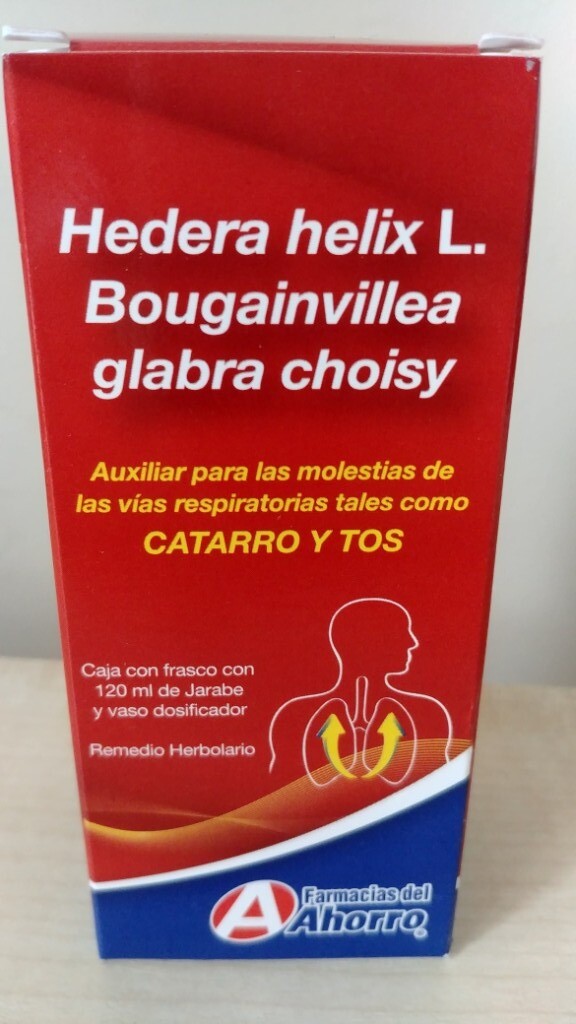 Hedera helix L.
Bougainvillea
glabra choisy
Auxiliar para las molestias de
las vías respiratorias tales como
CATARRO Y TOS
Caja con frasco con
120 ml de Jarabe
y vaso dosificador
Remedio Herbolario
A Farmacias del
Ahorro®